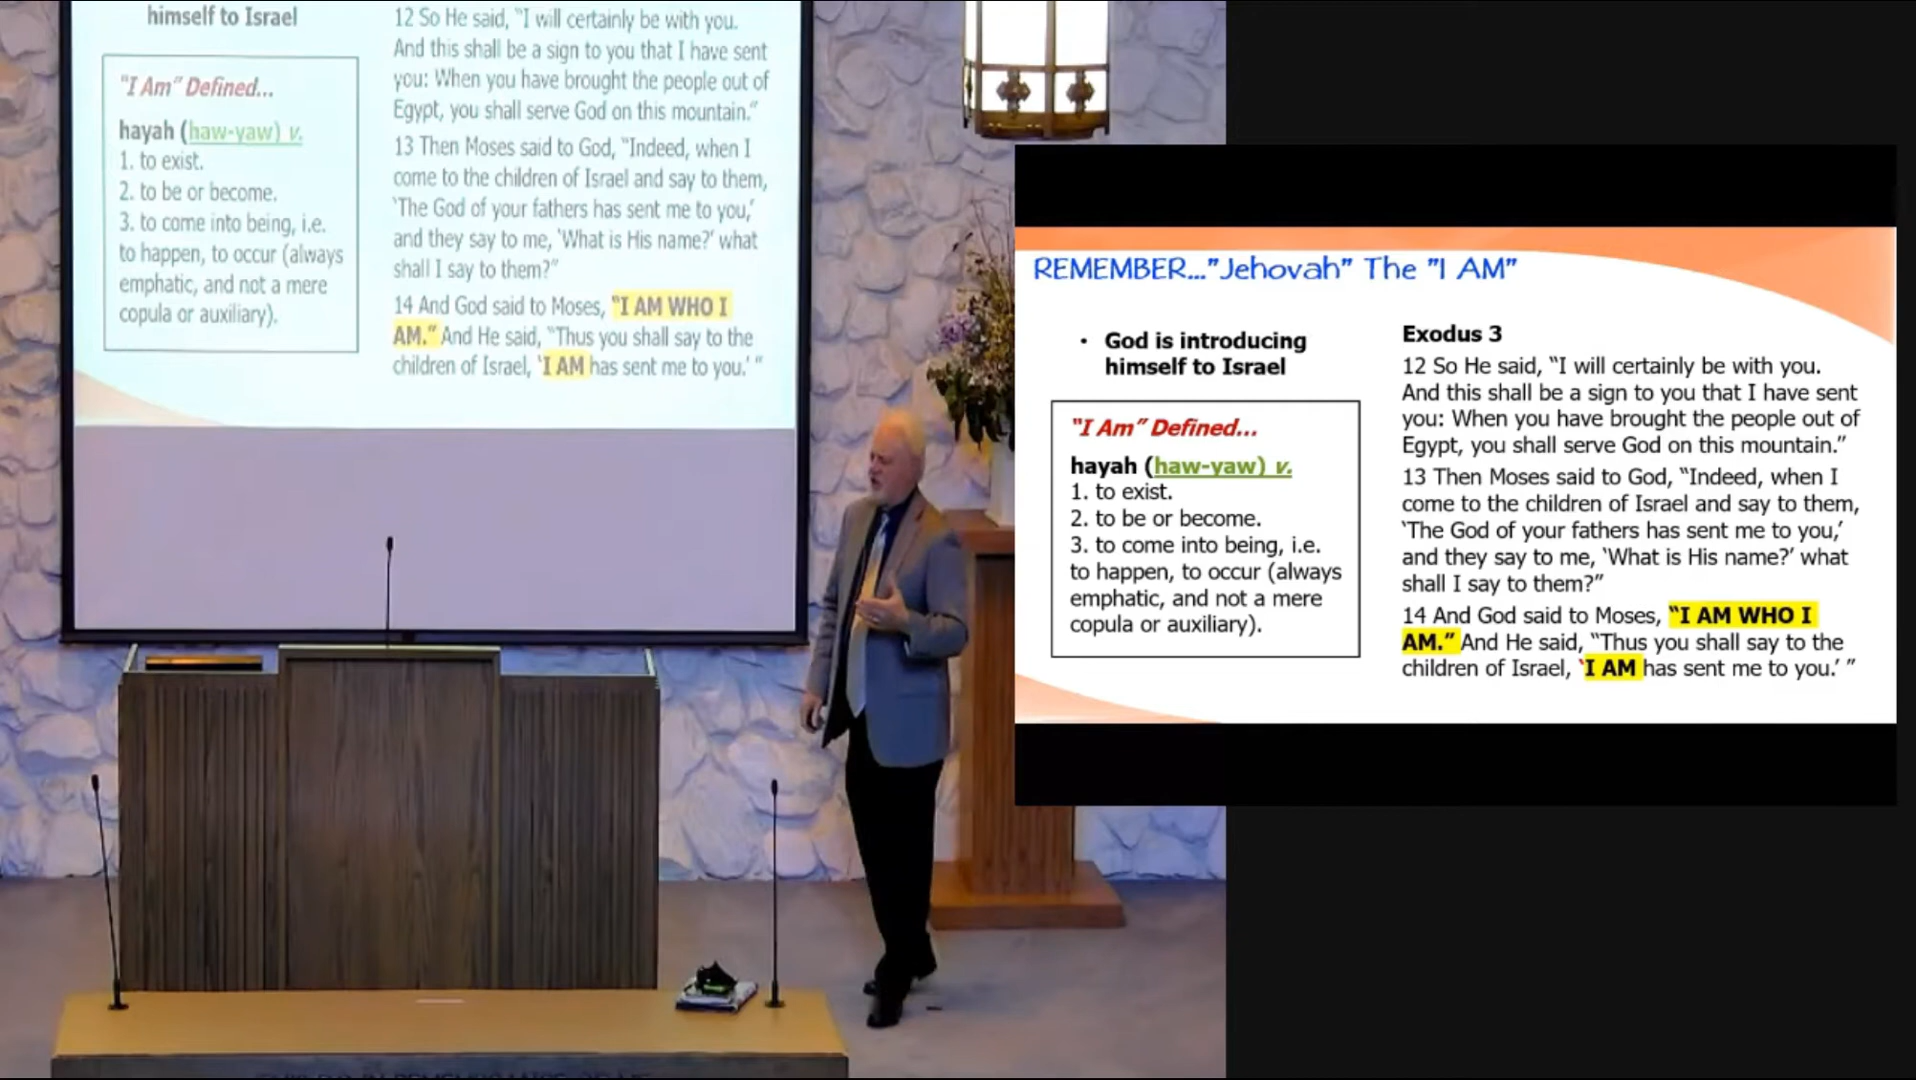 himself to Israel
"I Am" Defined...
hayah (haw-yaw) v.
1. to exist.
2. to be or become.
3. to come into being, i.e.
to happen, to occur (always
emphatic, and not a mere
copula or auxiliary).
12 So He said, "I will certainly be with you.
And this shall be a sign to you that I have sent
you: When you have brought the people out of
Egypt, you shall serve God on this mountain."
13 Then Moses said to God, "Indeed, when I
come to the children of Israel and say to them,
'The God of your fathers has sent me to you,'
and they say to me, 'What is His name?' what
shall I say to them?"
14 And God said to Moses, "I AM WHO I
AM." And He said, "Thus you shall say to the
children of Israel, 'I AM has sent me to you.' "
REMEMBER..."Jehovah" The "I AM"
• God is introducing
himself to Israel
"I Am" Defined...
hayah (haw-yaw) v.
1. to exist.
2. to be or become.
3. to come into being, i.e.
to happen, to occur (always
emphatic, and not a mere
copula or auxiliary).
Exodus 3
12 So He said, "I will certainly be with you.
And this shall be a sign to you that I have sent
you: When you have brought the people out of
Egypt, you shall serve God on this mountain."
13 Then Moses said to God, "Indeed, when I
come to the children of Israel and say to them,
'The God of your fathers has sent me to you,'
and they say to me, 'What is His name?' what
shall I say to them?"
14 And God said to Moses, "I AM WHO I
AM." And He said, "Thus you shall say to the
children of Israel, 'I AM has sent me to you.' "